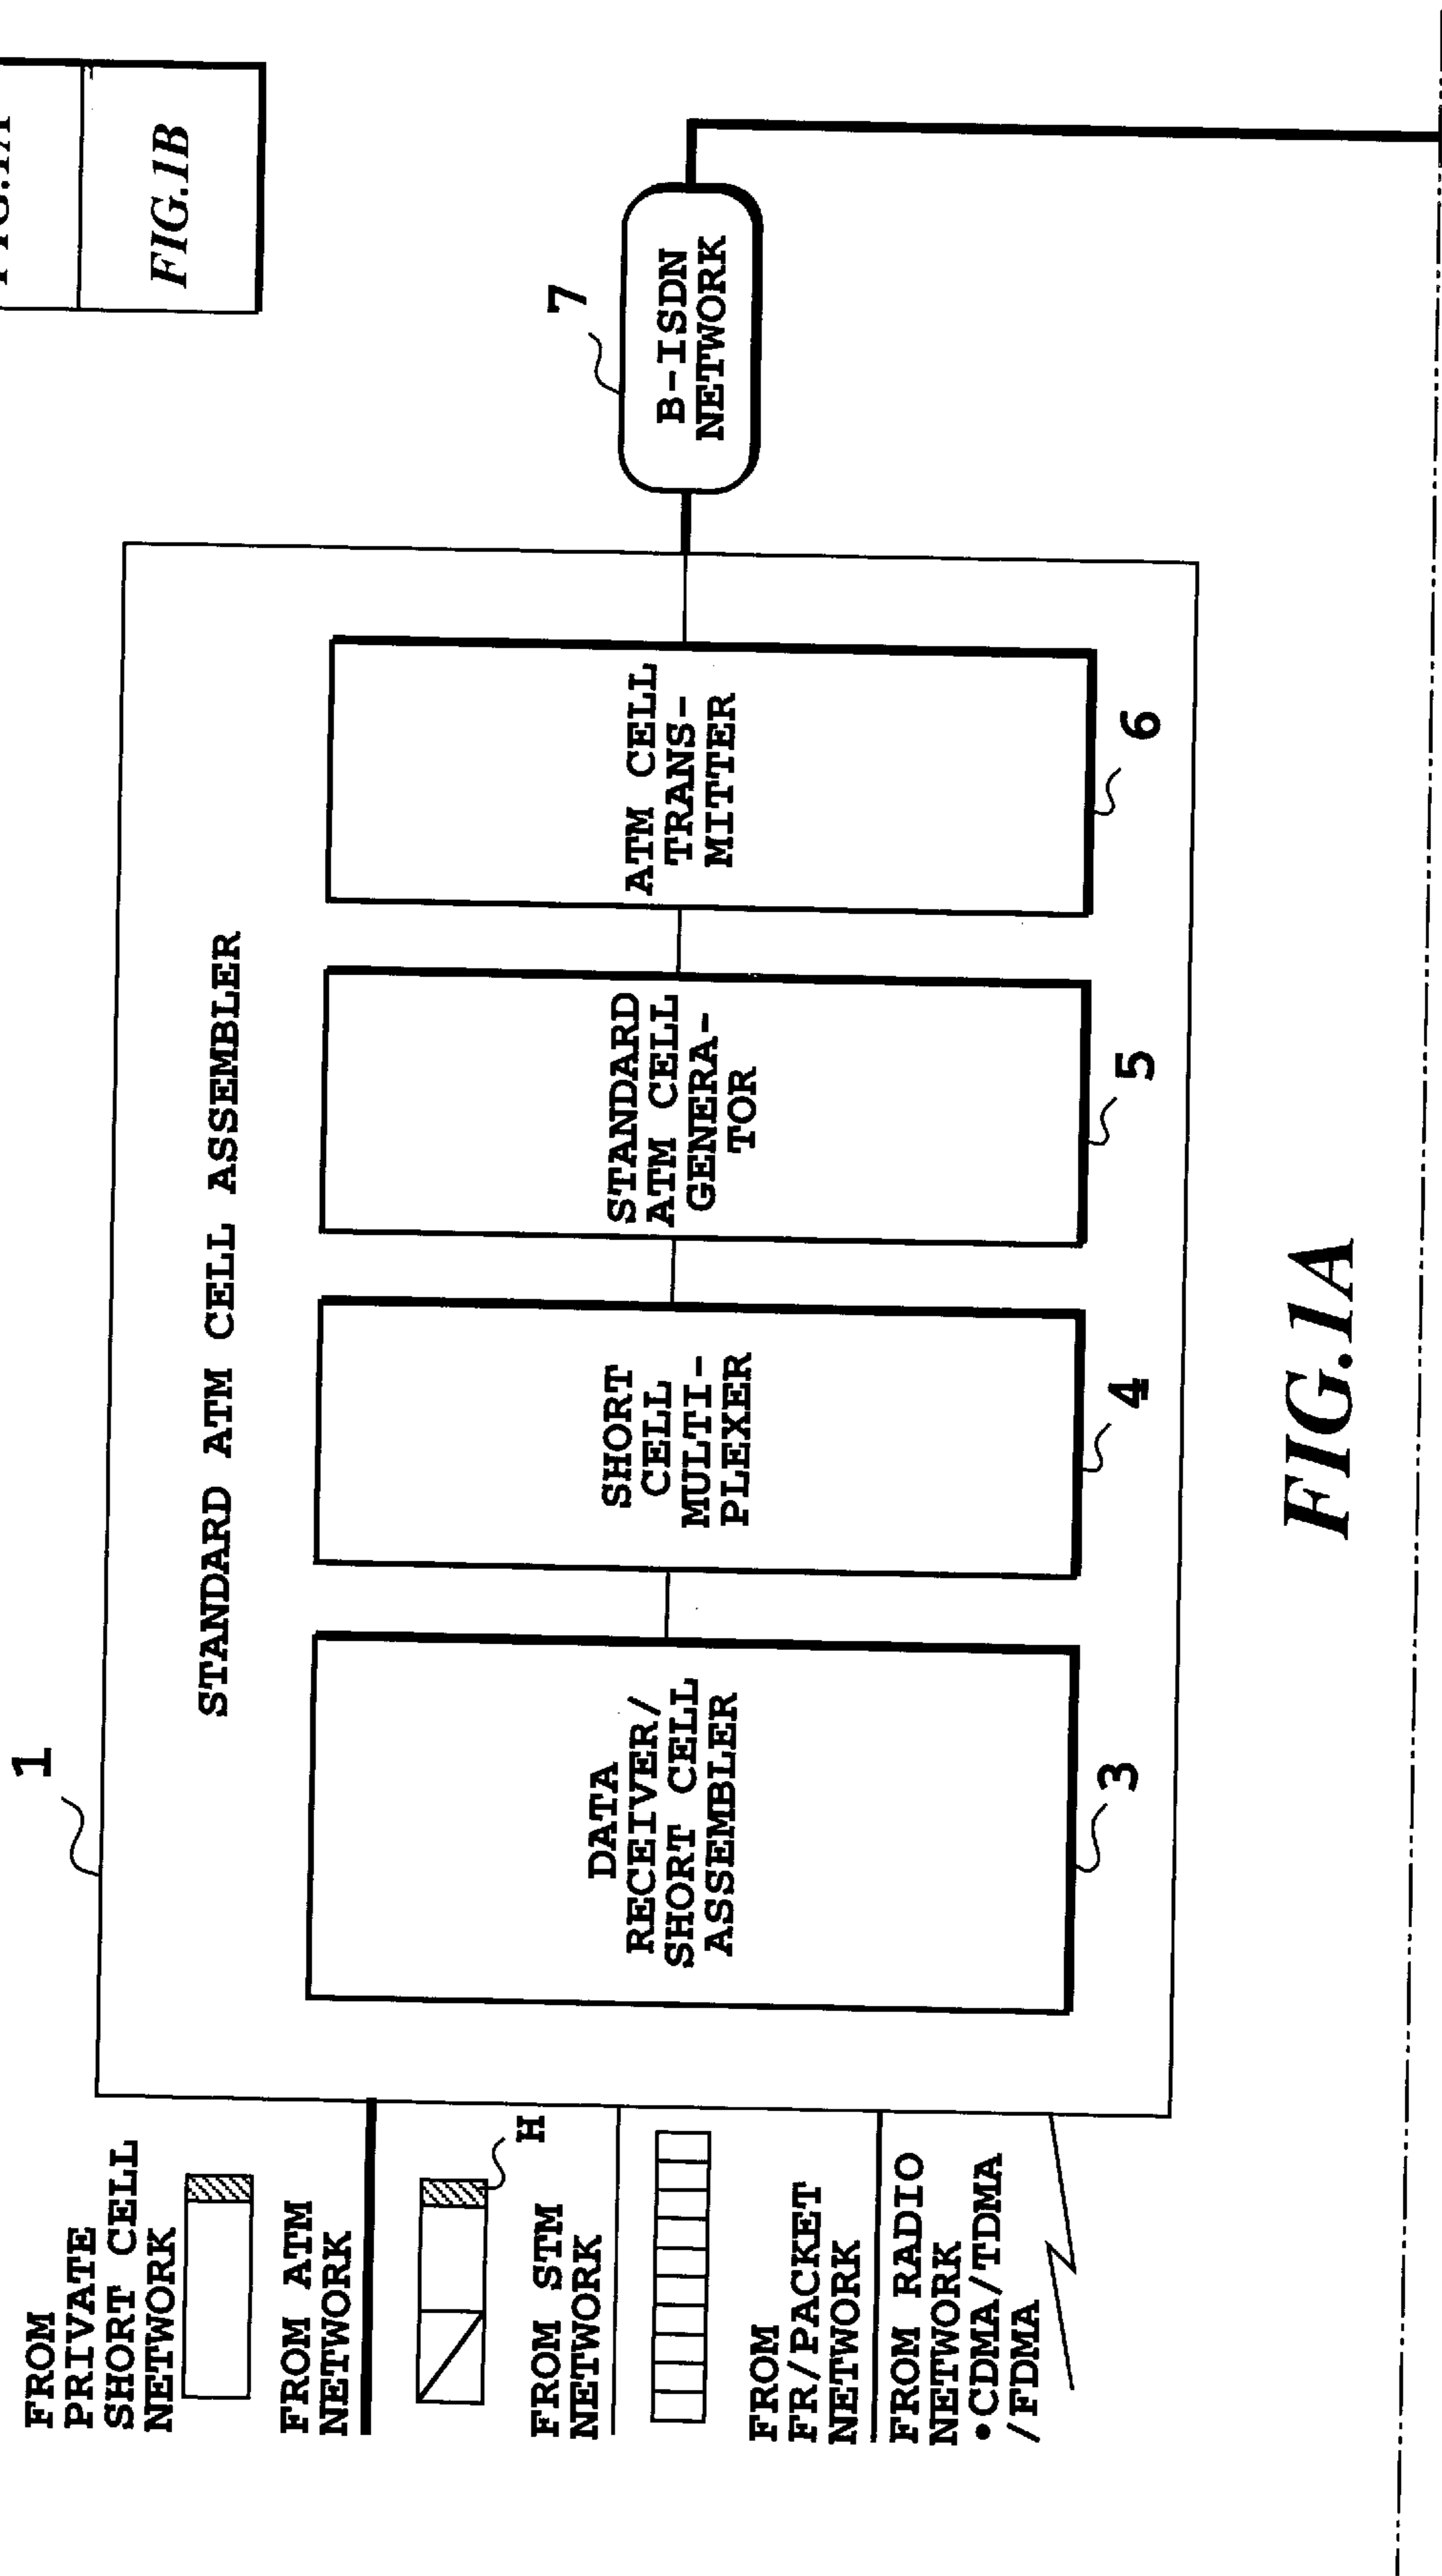 FIG.1A
FIG.1B
1
STANDARD ATM CELL ASSEMBLER
FROM
PRIVATE
SHORT CELL
NETWORK
FROM ATM
NETWORK
H
FROM STM
NETWORK
FROM
FR/PACKET
NETWORK
FROM RADIO
NETWORK
•CDMA/TDMA
/FDMA
DATA
RECEIVER/
SHORT CELL
ASSEMBLER
3
SHORT
CELL
MULTI-
PLEXER
4
STANDARD
ATM CELL
GENERA-
TOR
5
ATM CELL
TRANS-
MITTER
6
7
B-ISDN
NETWORK
FIG.1A